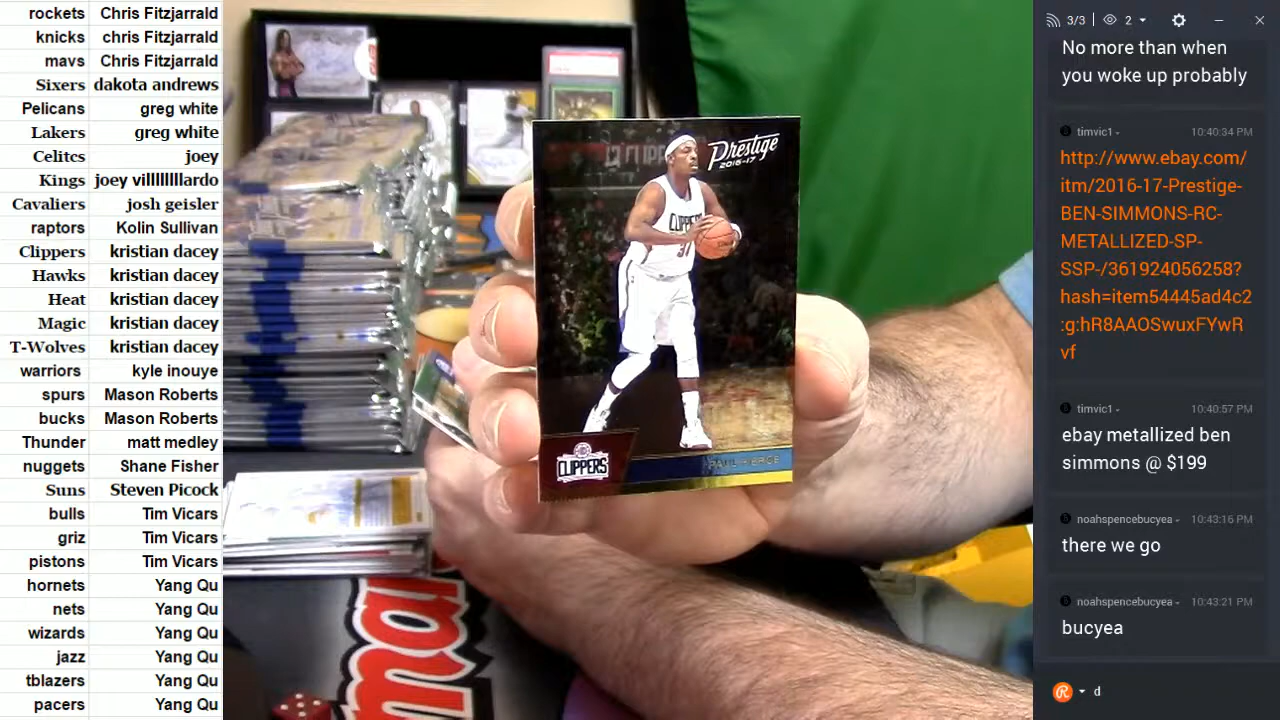 rockets Chris Fitzjarrald
knicks chris Fitzjarrald
mavs Chris Fitzjarrald
Sixers dakota andrews
Pelicans greg white
Lakers greg white
Celitcs joey
Kings joey villlllllllardo
Cavaliers josh geisler
raptors Kolin Sullivan
Clippers kristian dacey
Hawks kristian dacey
Heat kristian dacey
Magic kristian dacey
T-Wolves kristian dacey
warriors kyle inouye
spurs Mason Roberts
bucks Mason Roberts
Thunder matt medley
nuggets Shane Fisher
Suns Steven Picock
bulls Tim Vicars
griz Tim Vicars
pistons Tim Vicars
hornets Yang Qu
nets Yang Qu
wizards Yang Qu
jazz Yang Qu
tblazers Yang Qu
pacers Yang Qu
Prestige
2016-17
CLIPPERS
CLIPPERS
PAUL PIERCE
3/3 2
No more than when
you woke up probably
timvic1 10:40:34 PM
http://www.ebay.com/
itm/2016-17-Prestige-
BEN-SIMMONS-RC-
METALLIZED-SP-
SSP-/361924056258?
hash=item54445ad4c2
:g:hR8AAOSwuxFYwR
vf
timvic1 10:40:57 PM
ebay metallized ben
simmons @ $199
noahspencebucyea 10:43:16 PM
there we go
noahspencebucyea 10:43:21 PM
bucyea
d